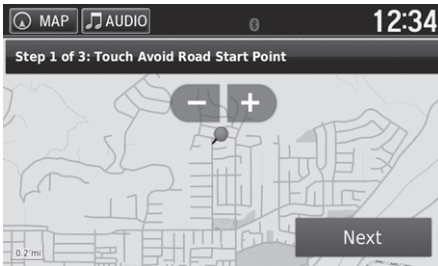 MAP AUDIO 12:34
Step 1 of 3: Touch Avoid Road Start Point
− +
Next
0.2 mi